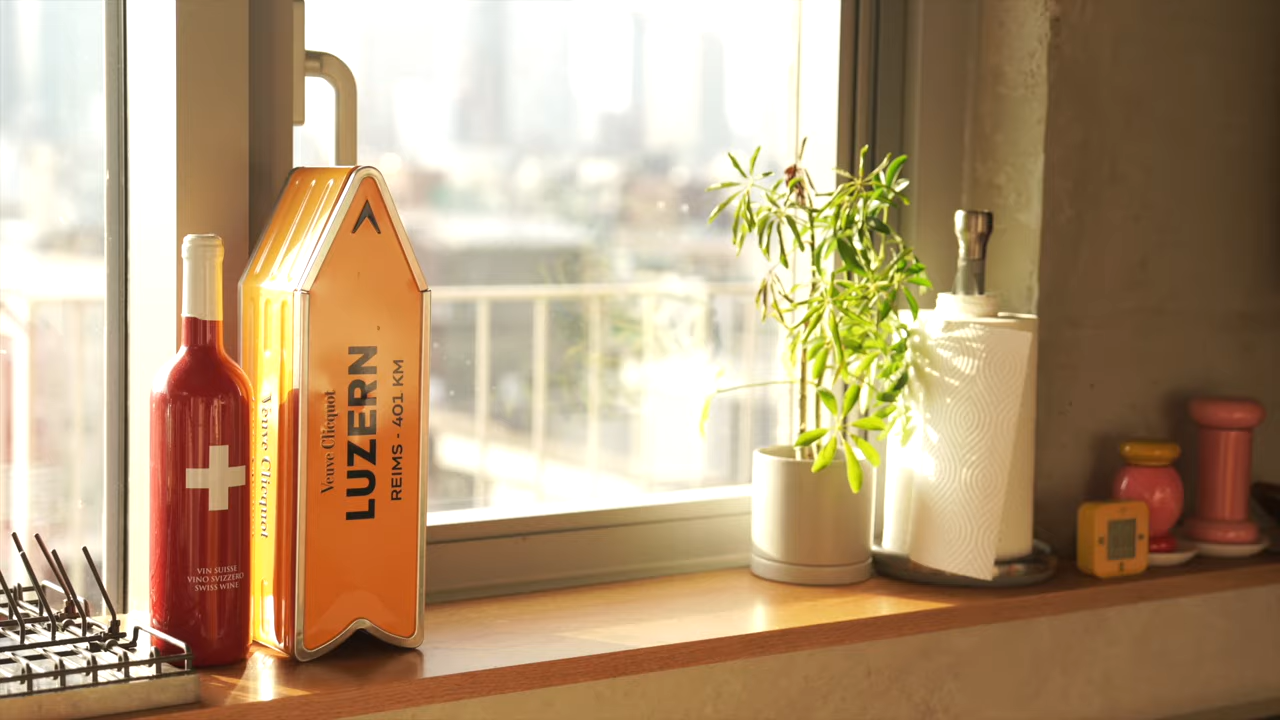 VIN SUISSE
VINO SVIZZERO
SWISS WINE
Veuve Clicquot
Veuve Clicquot
LUZERN
REIMS - 401 KM